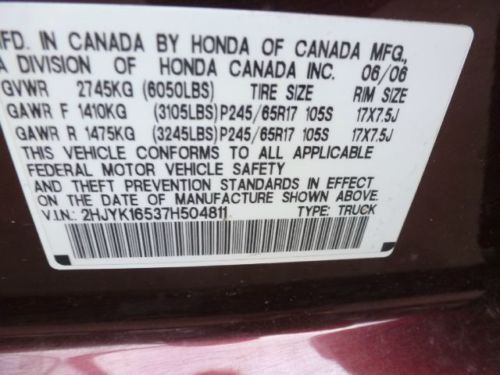 MFD. IN CANADA BY HONDA OF CANADA MFG.,
A DIVISION OF HONDA CANADA INC. 06/06
GVWR 2745KG (6050LBS) TIRE SIZE RIM SIZE
GAWR F 1410KG (3105LBS) P245/65R17 105S 17X7.5J
GAWR R 1475KG (3245LBS) P245/65R17 105S 17X7.5J
THIS VEHICLE CONFORMS TO ALL APPLICABLE
FEDERAL MOTOR VEHICLE SAFETY
AND THEFT PREVENTION STANDARDS IN EFFECT
ON THE DATE OF MANUFACTURE SHOWN ABOVE.
V.I.N.: 2HJYK16537H504811 TYPE: TRUCK